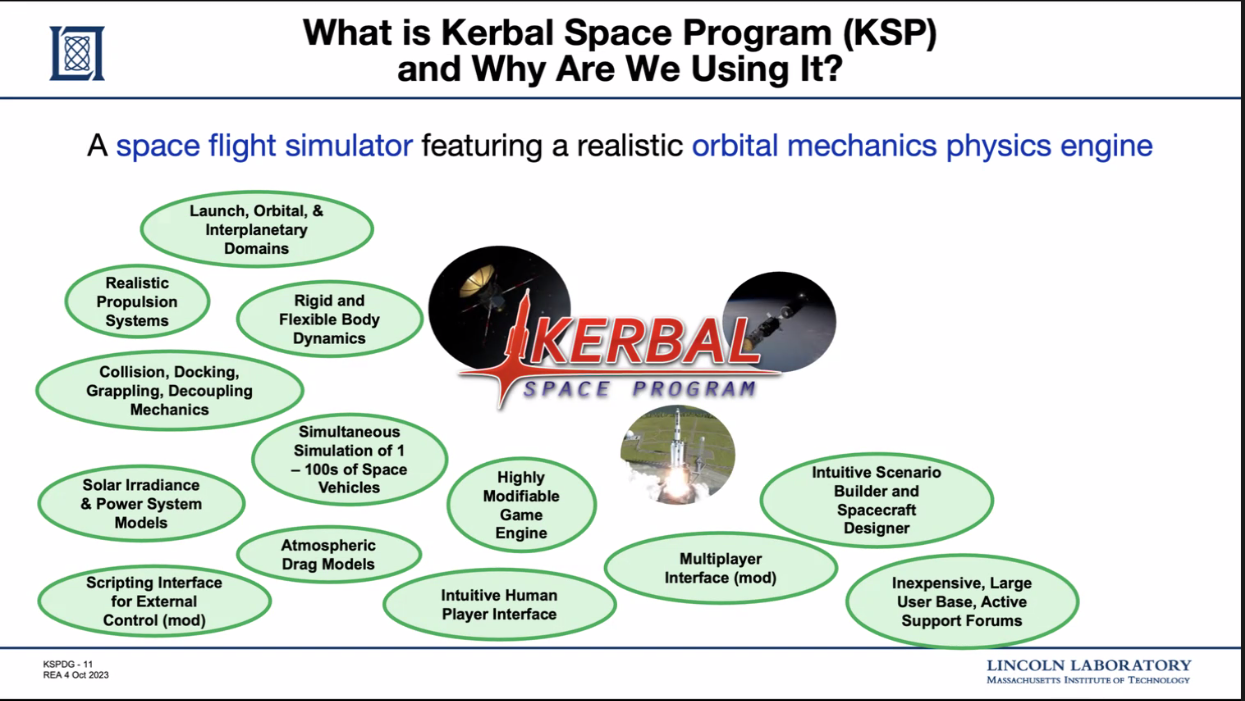 What is Kerbal Space Program (KSP)
and Why Are We Using It?
A space flight simulator featuring a realistic orbital mechanics physics engine
Launch, Orbital, &
Interplanetary
Domains
Realistic
Propulsion
Systems
Rigid and
Flexible Body
Dynamics
KERBAL
SPACE PROGRAM
Collision, Docking,
Grappling, Decoupling
Mechanics
Simultaneous
Simulation of 1
– 100s of Space
Vehicles
Solar Irradiance
& Power System
Models
Highly
Modifiable
Game
Engine
Intuitive Scenario
Builder and
Spacecraft
Designer
Atmospheric
Drag Models
Multiplayer
Interface (mod)
Scripting Interface
for External
Control (mod)
Intuitive Human
Player Interface
Inexpensive, Large
User Base, Active
Support Forums
KSPDG - 11
REA 4 Oct 2023
LINCOLN LABORATORY
MASSACHUSETTS INSTITUTE OF TECHNOLOGY